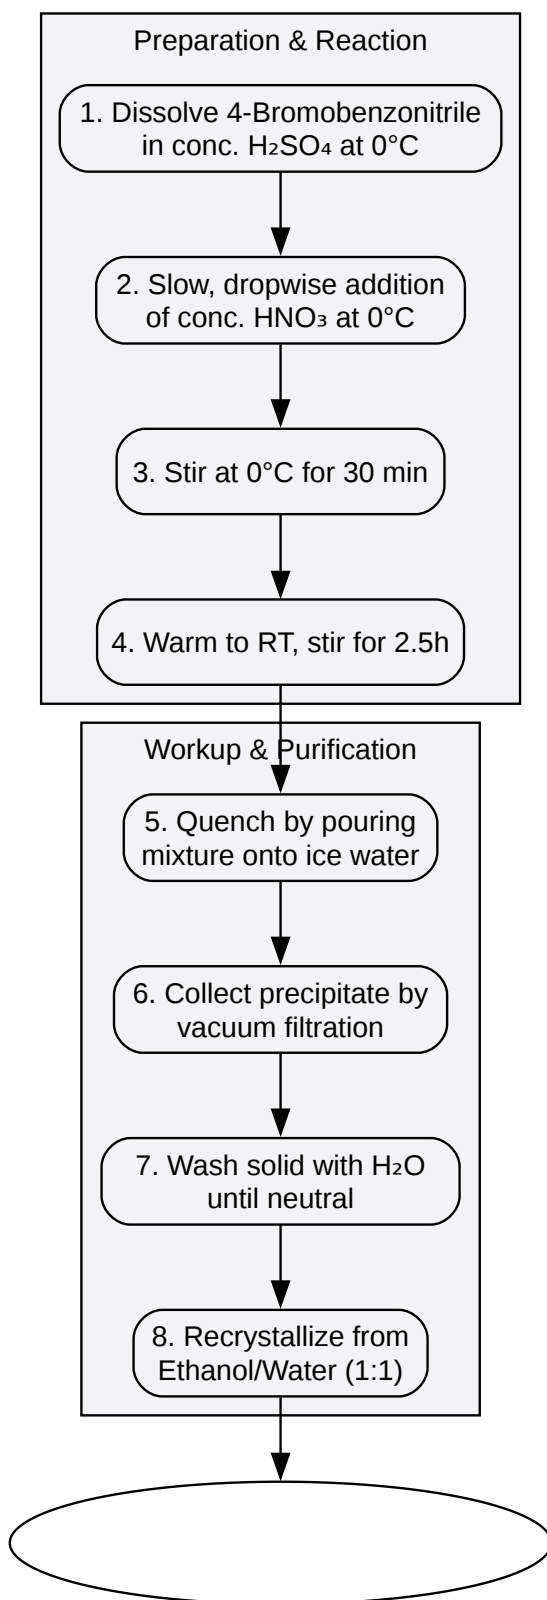 Preparation & Reaction
1. Dissolve 4-Bromobenzonitrile
in conc. H₂SO₄ at 0°C
2. Slow, dropwise addition
of conc. HNO₃ at 0°C
3. Stir at 0°C for 30 min
4. Warm to RT, stir for 2.5h
Workup & Purification
5. Quench by pouring
mixture onto ice water
6. Collect precipitate by
vacuum filtration
7. Wash solid with H₂O
until neutral
8. Recrystallize from
Ethanol/Water (1:1)